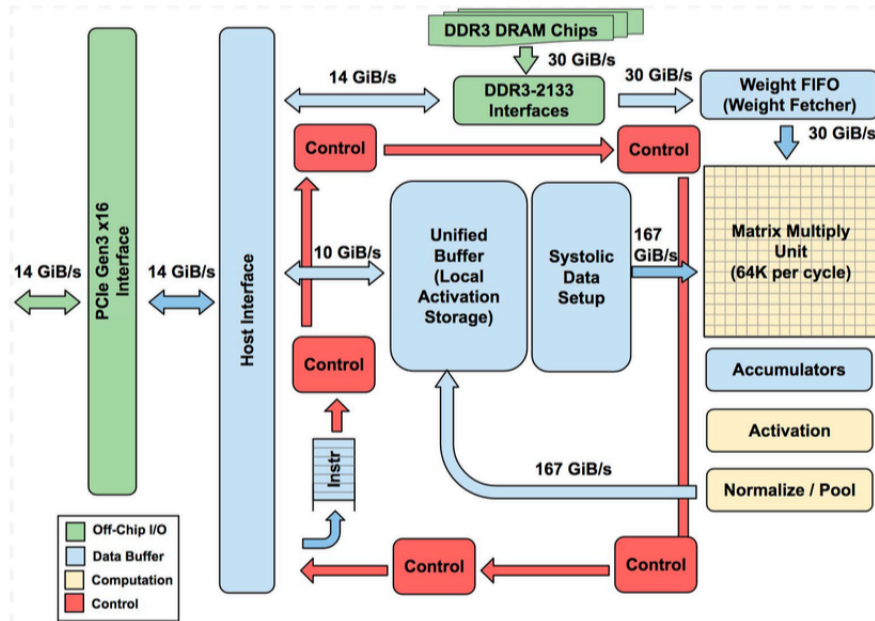 DDR3 DRAM Chips
30 GiB/s
14 GiB/s
DDR3-2133
Interfaces
30 GiB/s
Weight FIFO
(Weight Fetcher)
30 GiB/s
Control
Control
PCIe Gen3 x16
Interface
14 GiB/s
14 GiB/s
Host Interface
10 GiB/s
Unified
Buffer
(Local
Activation
Storage)
Systolic
Data
Setup
167
GiB/s
Matrix Multiply
Unit
(64K per cycle)
Control
Accumulators
Activation
Instr
167 GiB/s
Normalize / Pool
Off-Chip I/O
Data Buffer
Computation
Control
Control
Control